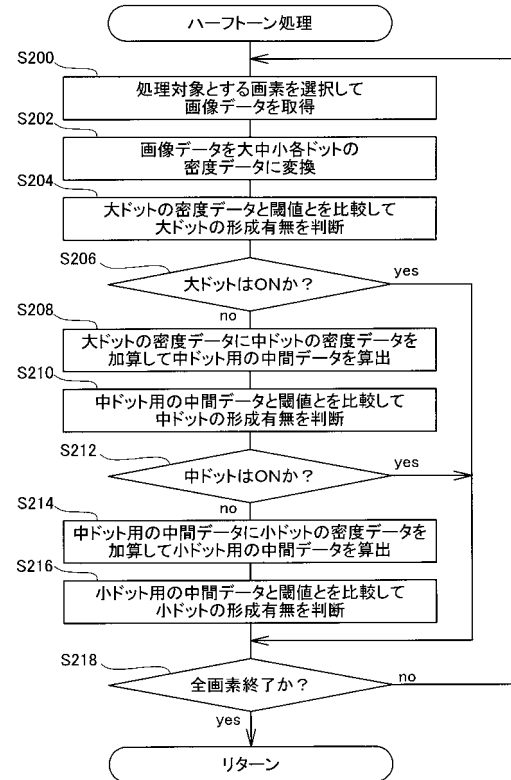 ハーフトーン処理
S200
処理対象とする画素を選択して
画像データを取得
S202
画像データを大中小各ドットの
密度データに変換
S204
大ドットの密度データと閾値とを比較して
大ドットの形成有無を判断
S206
大ドットはONか？
yes
no
S208
大ドットの密度データに中ドットの密度データを
加算して中ドット用の中間データを算出
S210
中ドット用の中間データと閾値とを比較して
中ドットの形成有無を判断
S212
中ドットはONか？
yes
no
S214
中ドット用の中間データに小ドットの密度データを
加算して小ドット用の中間データを算出
S216
小ドット用の中間データと閾値とを比較して
小ドットの形成有無を判断
S218
全画素終了か？
no
yes
リターン